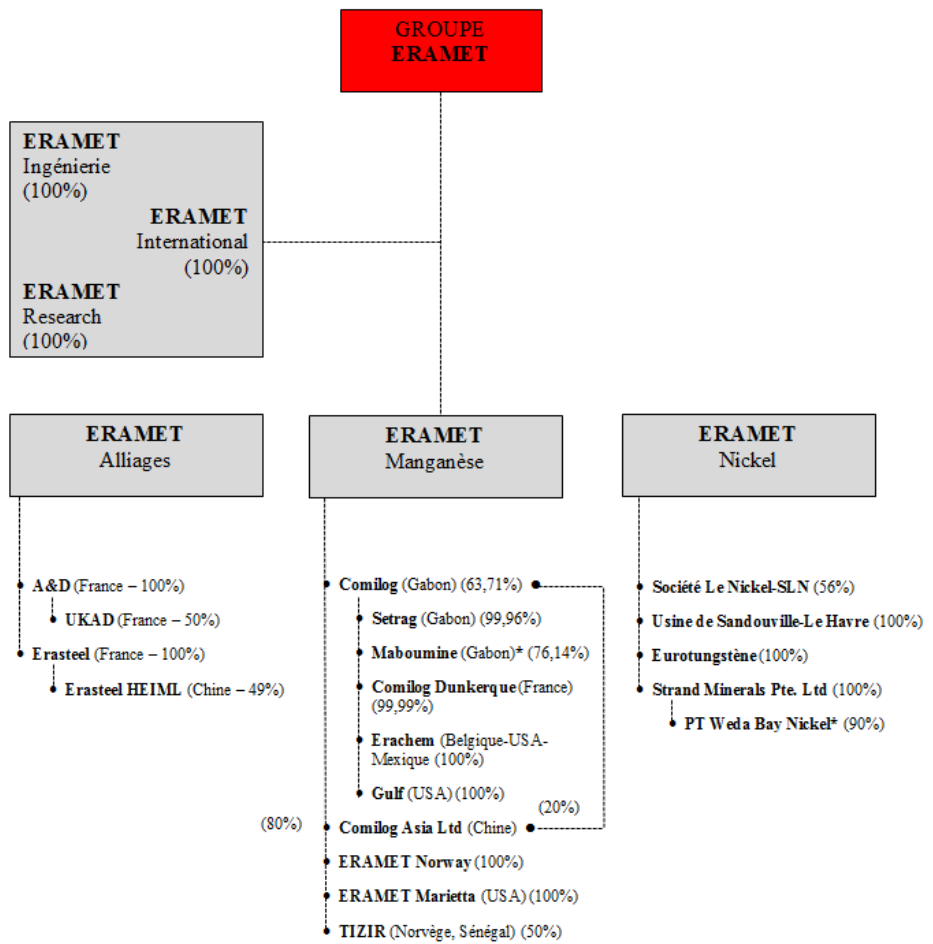 GROUPE
ERAMET
ERAMET
Ingénierie
(100%)
ERAMET
International
(100%)
ERAMET
Research
(100%)
ERAMET
Alliages
A&D (France – 100%)
UKAD (France – 50%)
Erasteel (France – 100%)
Erasteel HEIML (Chine – 49%)
ERAMET
Manganèse
Comilog (Gabon) (63,71%)
Setrag (Gabon) (99,96%)
Maboumine (Gabon)* (76,14%)
Comilog Dunkerque (France)
(99,99%)
Erachem (Belgique-USA-
Mexique (100%)
Gulf (USA) (100%)
(20%)
(80%)
Comilog Asia Ltd (Chine)
ERAMET Norway (100%)
ERAMET Marietta (USA) (100%)
TIZIR (Norvège, Sénégal) (50%)
ERAMET
Nickel
Société Le Nickel-SLN (56%)
Usine de Sandouville-Le Havre (100%)
Eurotungstène (100%)
Strand Minerals Pte. Ltd (100%)
PT Weda Bay Nickel* (90%)